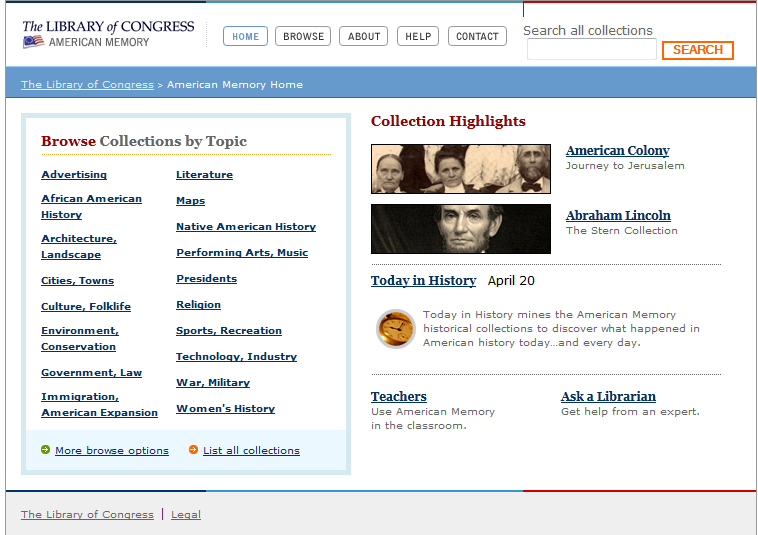 The LIBRARY of CONGRESS
AMERICAN MEMORY
HOME
BROWSE
ABOUT
HELP
CONTACT
Search all collections
SEARCH
The Library of Congress > American Memory Home
Browse Collections by Topic
Advertising
African American
History
Architecture,
Landscape
Cities, Towns
Culture, Folklife
Environment,
Conservation
Government, Law
Immigration,
American Expansion
Literature
Maps
Native American History
Performing Arts, Music
Presidents
Religion
Sports, Recreation
Technology, Industry
War, Military
Women's History
More browse options
List all collections
Collection Highlights
American Colony
Journey to Jerusalem
Abraham Lincoln
The Stern Collection
Today in History April 20
Today in History mines the American Memory
historical collections to discover what happened in
American history today...and every day.
Teachers
Use American Memory
in the classroom.
Ask a Librarian
Get help from an expert.
The Library of Congress | Legal